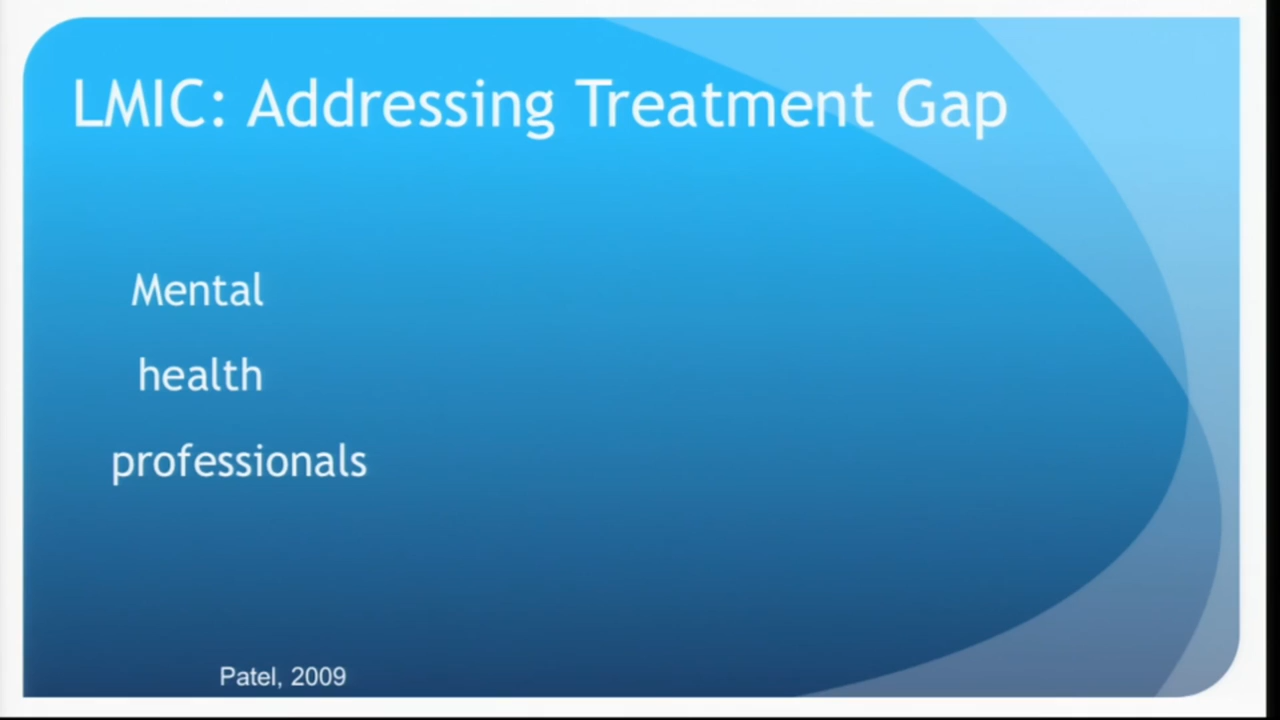 LMIC: Addressing Treatment Gap
Mental
health
professionals
Patel, 2009